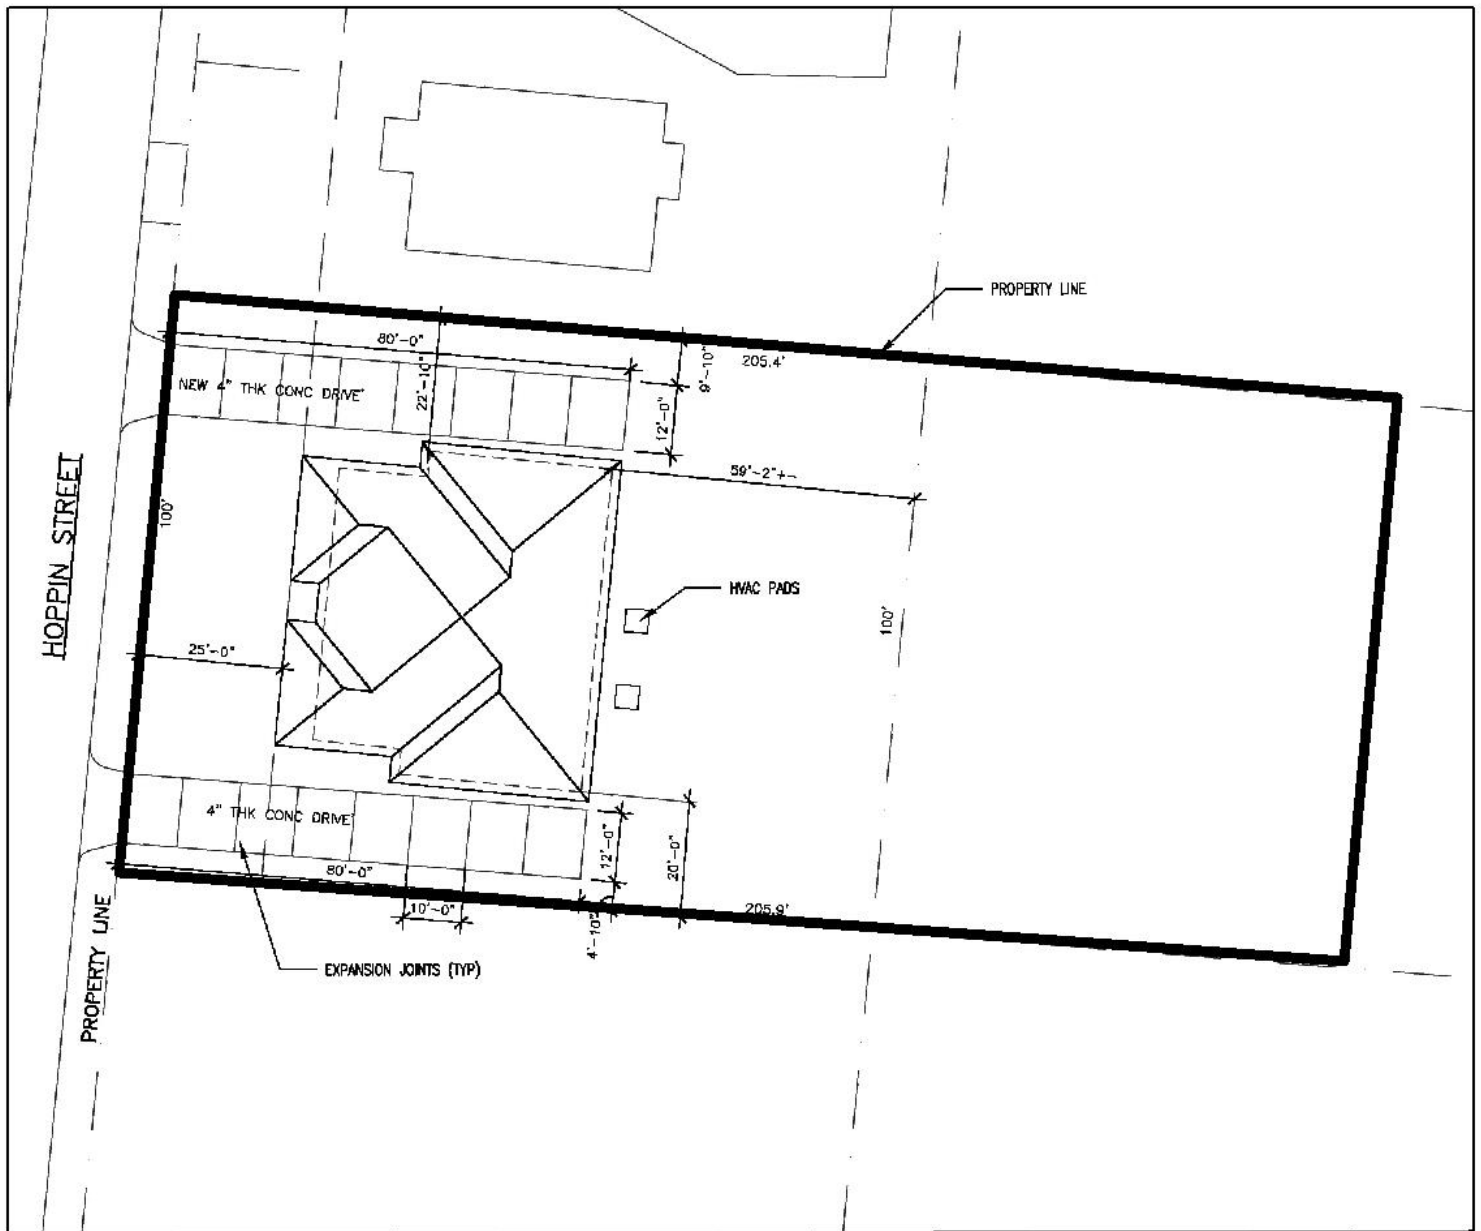 PROPERTY LINE
80'-0"
205.4'
9'-10"
22'-10"
NEW 4" THK CONC DRIVE
12'-0"
59'-2"+-
HOPPIN STREET
100'
HVAC PADS
100'
25'-0"
4" THK CONC DRIVE
12'-0"
20'-0"
80'-0"
10'-0"
4'-10"
205.9'
PROPERTY LINE
EXPANSION JOINTS (TYP)